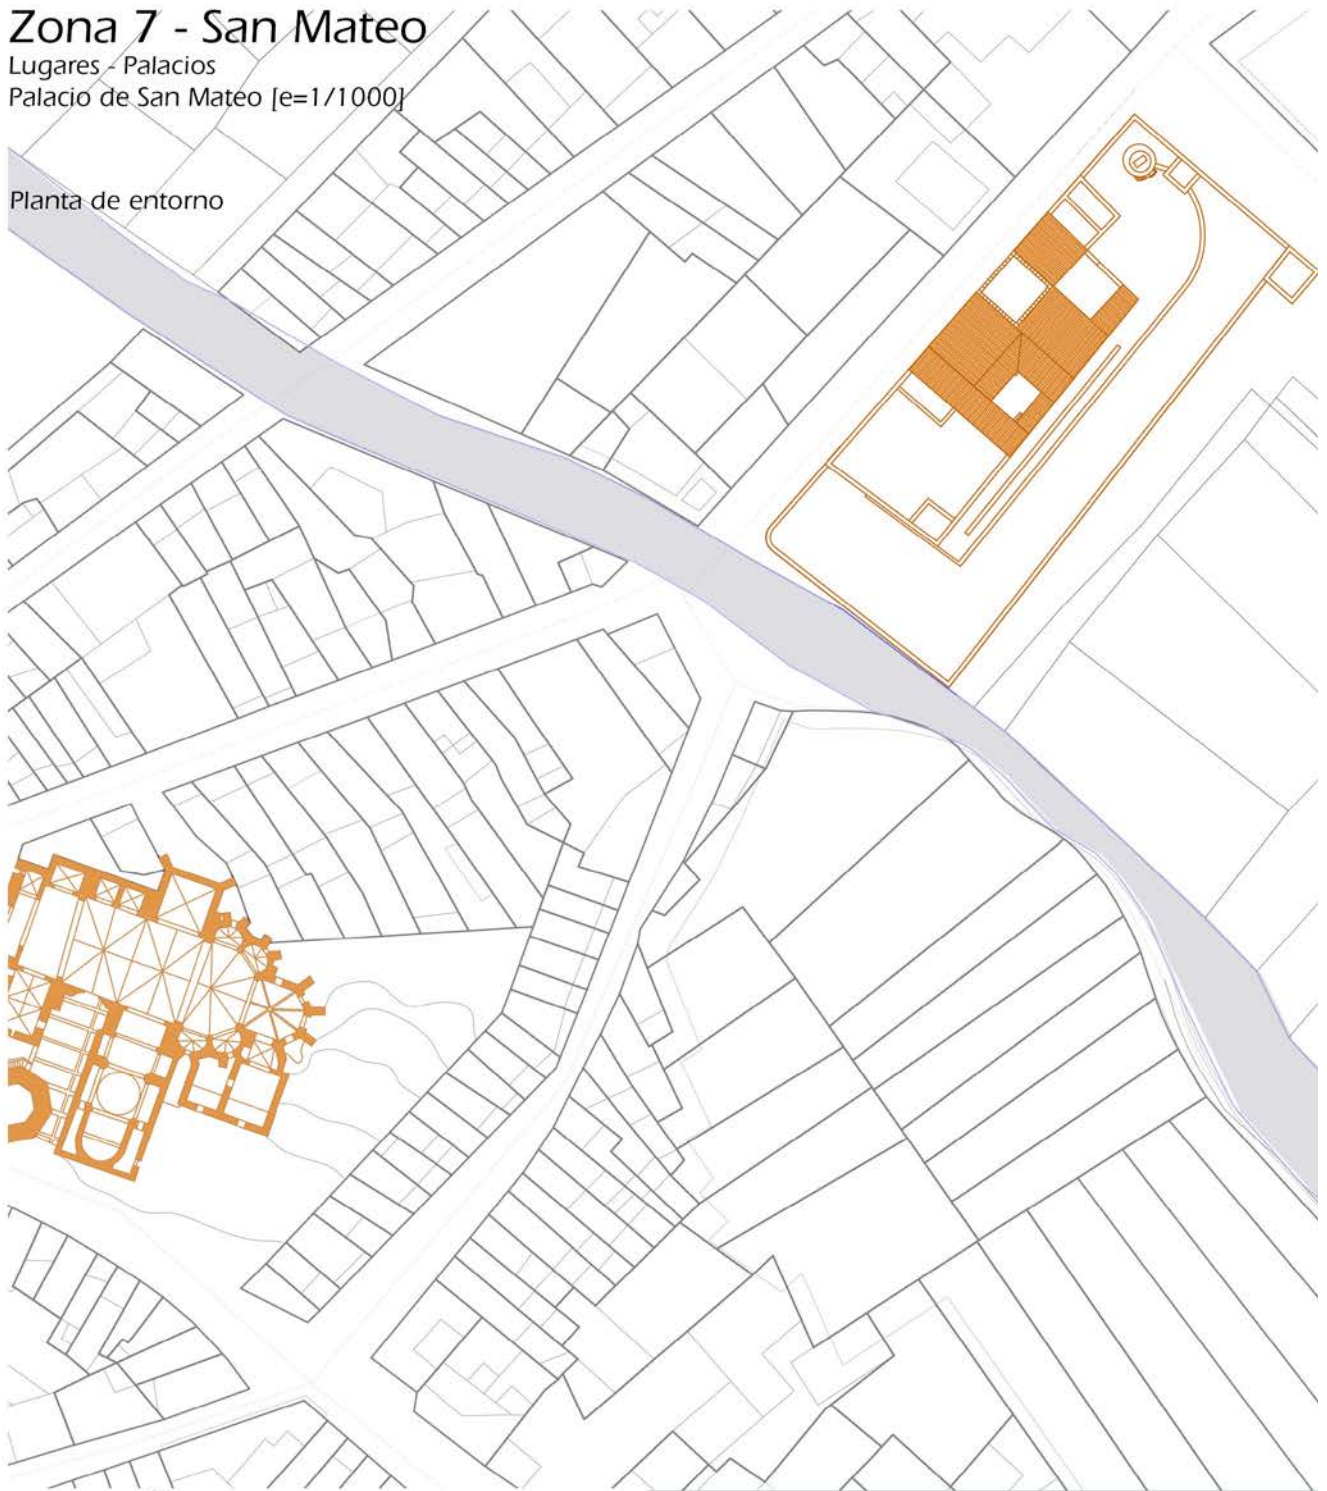 Zona 7 - San Mateo
Lugares - Palacios
Palacio de San Mateo [e=1/1000]
Planta de entorno